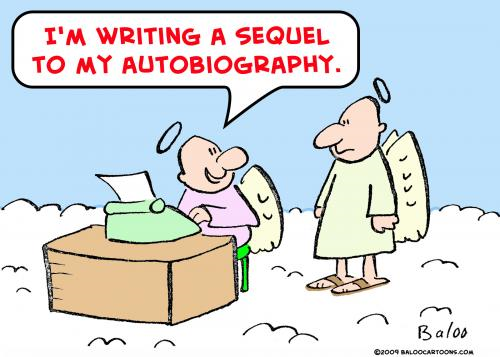 I'M WRITING A SEQUEL
TO MY AUTOBIOGRAPHY.
Baloo
©2009 BALOOCARTOONS.COM